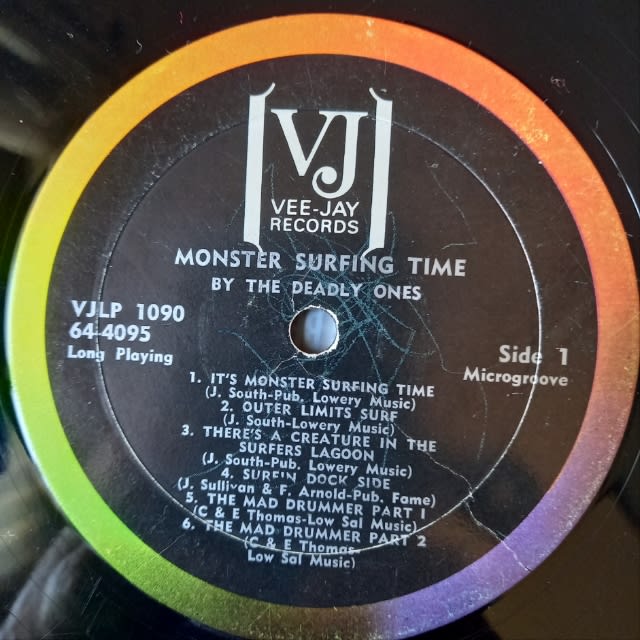 VJ
VEE-JAY
RECORDS
MONSTER SURFING TIME
BY THE DEADLY ONES
VJLP 1090
64-4095
Long Playing
Side 1
Microgroove
1. IT'S MONSTER SURFING TIME
(J. South-Pub. Lowery Music)
2. OUTER LIMITS SURF
(J. South-Lowery Music)
3. THERE'S A CREATURE IN THE
SURFERS LAGOON
(J. South-Pub. Lowery Music)
4. SURF'N DOCK SIDE
(J. Sullivan & F. Arnold-Pub. Fame)
5. THE MAD DRUMMER PART I
(C & E Thomas-Low Sal Music)
6. THE MAD DRUMMER PART 2
(C & E Thomas-
Low Sal Music)